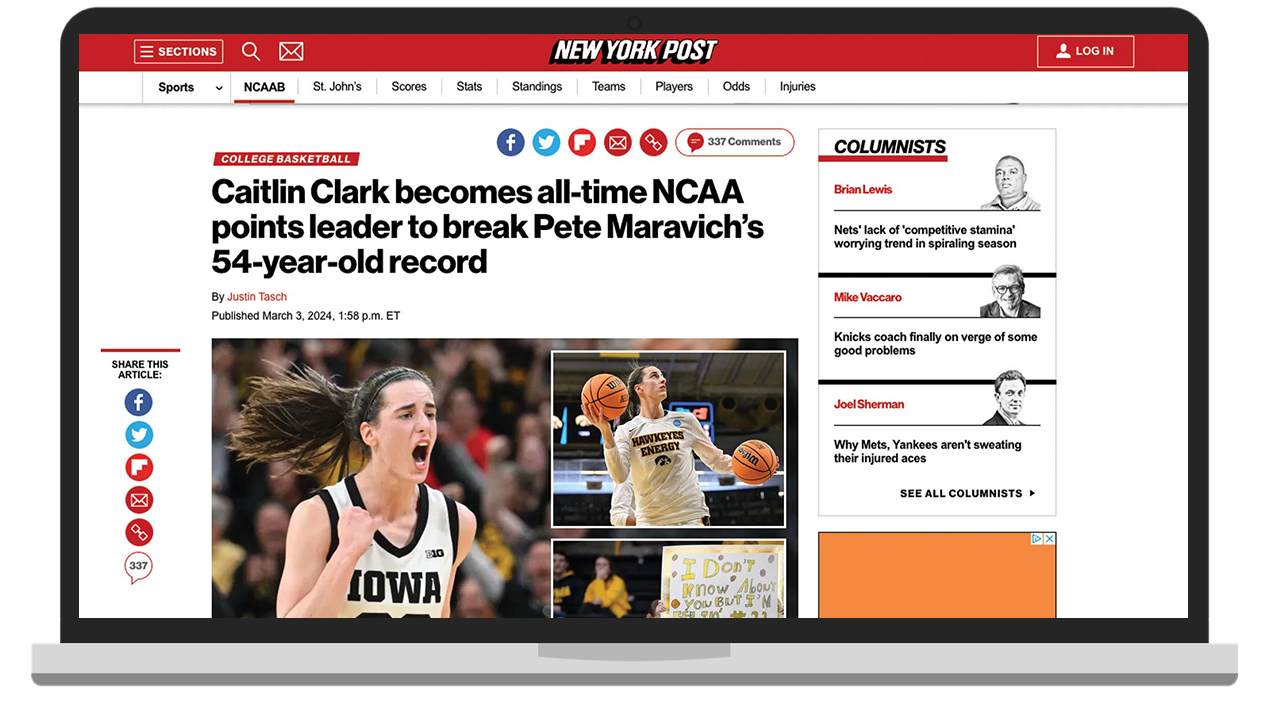 SECTIONS
NEW YORK POST
LOG IN
Sports
NCAAB
St. John's
Scores
Stats
Standings
Teams
Players
Odds
Injuries
337 Comments
COLLEGE BASKETBALL
Caitlin Clark becomes all-time NCAA
points leader to break Pete Maravich's
54-year-old record
By Justin Tasch
Published March 3, 2024, 1:58 p.m. ET
SHARE THIS
ARTICLE:
337
B1G
IOWA
HAWKEYES
ENERGY
Wilson
Wilson
I DON'T
KNOW ABOUT
YOU BUT I'M
FEELIN' #22
COLUMNISTS
Brian Lewis
Nets' lack of 'competitive stamina'
worrying trend in spiraling season
Mike Vaccaro
Knicks coach finally on verge of some
good problems
Joel Sherman
Why Mets, Yankees aren't sweating
their injured aces
SEE ALL COLUMNISTS